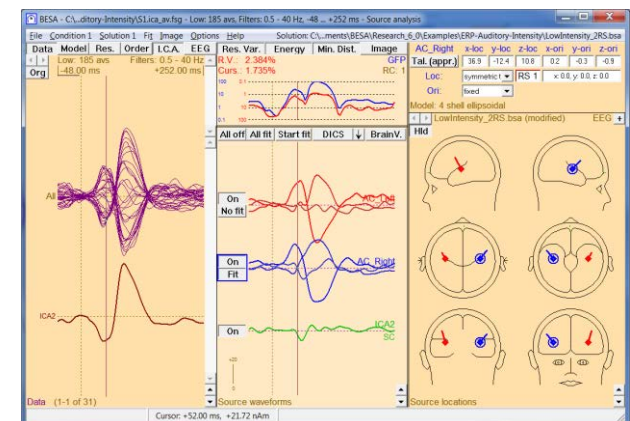 BESA - C:\...ditory-Intensity\S1.ica_av.fsg - Low: 185 avs, Filters: 0.5 - 40 Hz, -48 ... +252 ms - Source analysis
File Condition 1 Solution 1 Fit Image Options Help
Solution: C:\...ments\BESA\Research_6_0\Examples\ERP-Auditory-Intensity\LowIntensity_2RS.bsa
Data Model Res. Order I.C.A. EEG
Org
Low: 185 avs Filters: 0.5 - 40 Hz
-48.00 ms +252.00 ms
All
ICA2
Data (1-1 of 31)
Res. Var. Energy Min. Dist. Image
R.V.: 2.384% GFP
Curs.: 1.735% RC: 1
100
10
0.1 100
All off All fit Start fit DICS BrainV.
On
No fit
On AC_Right
Fit
On ICA2
SC
Source waveforms
AC_Right x-loc y-loc z-loc x-ori y-ori z-ori
Tal. (appr.) 36.9 -12.4 10.8 0.2 -0.3 -0.9
Loc: symmetric t RS 1 x: 0.0, y: 0.0, z: 0.0
Ori: fixed
Model: 4 shell ellipsoidal
LowIntensity_2RS.bsa (modified) EEG +
Hld
Source locations
Cursor: +52.00 ms, +21.72 nAm